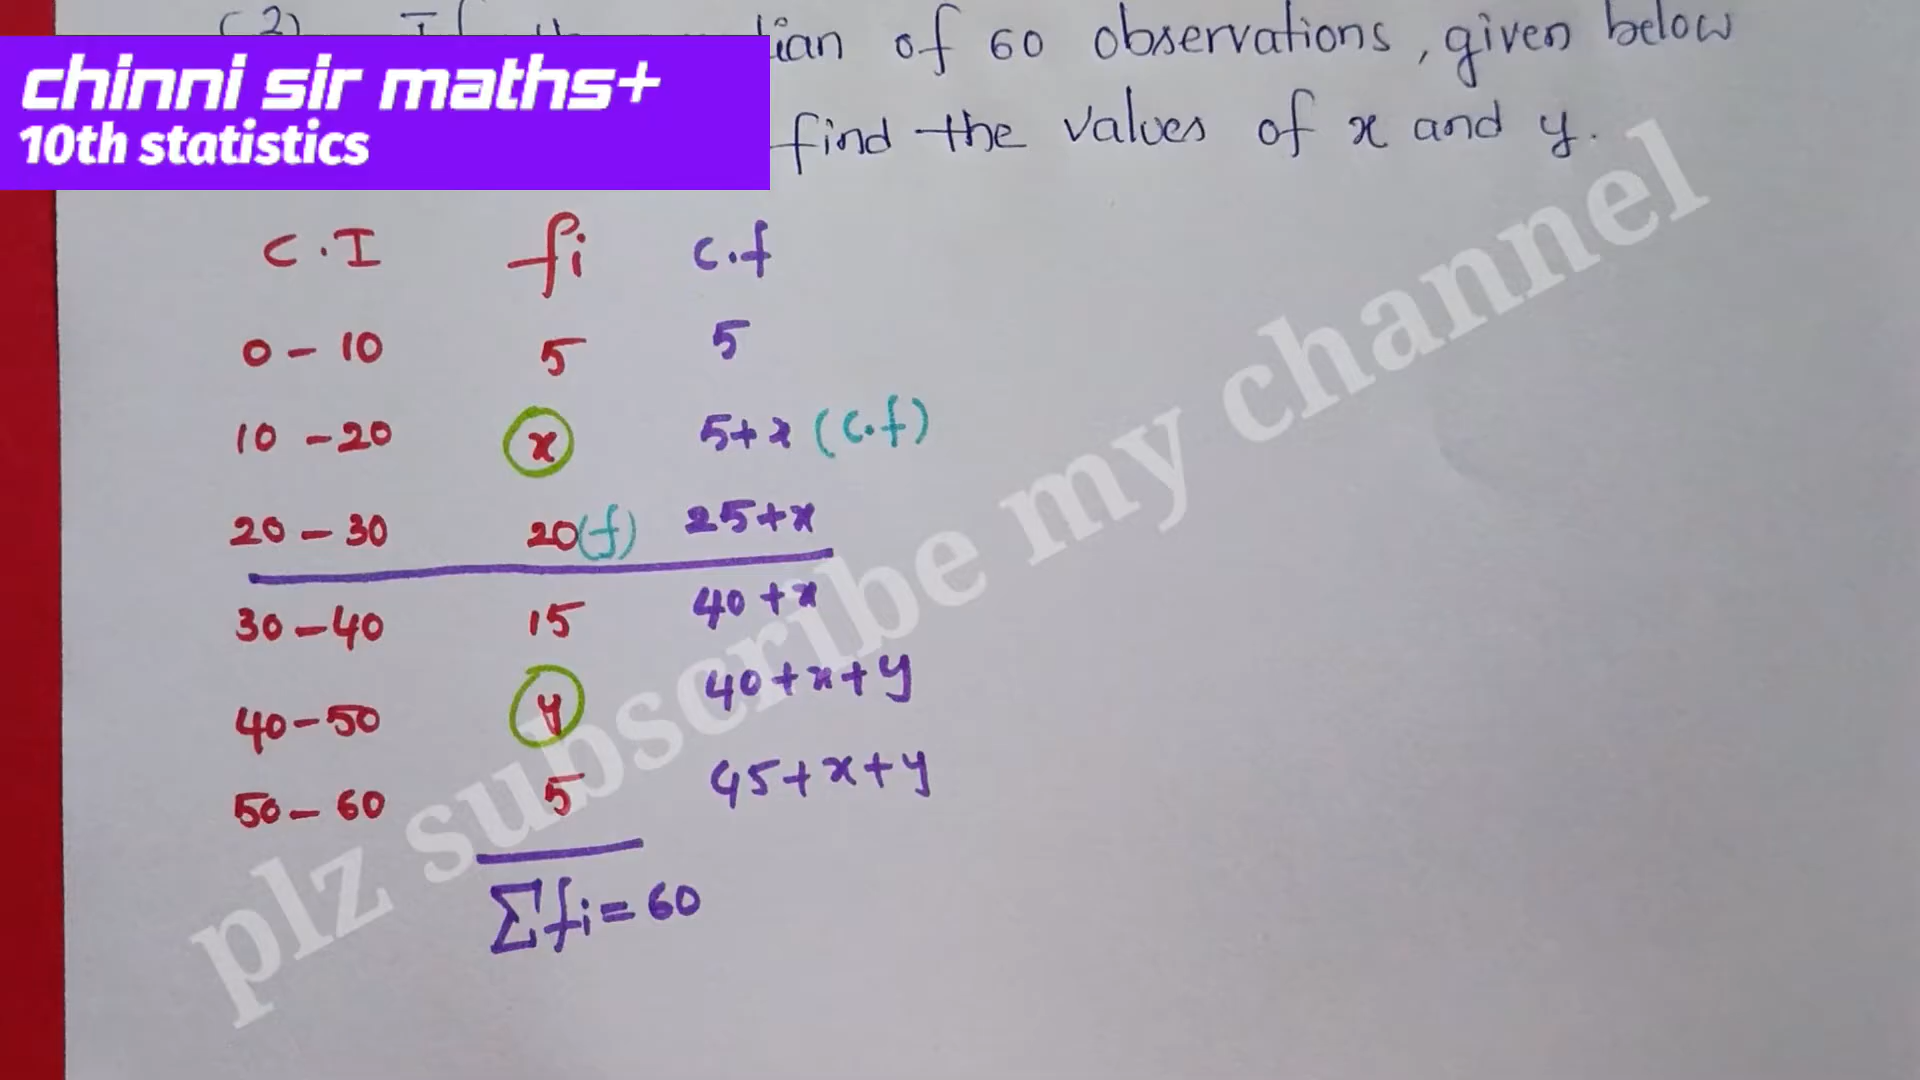 (2)
lian of 60 observations, given below
chinni sir maths+
10th statistics
find the values of x and y.
C.I fi c.f
0 - 10 5 5
10 - 20 x 5+x (c.f)
20 - 30 20(f) 25+x
30 - 40 15 40+x
40 - 50 y 40+x+y
50 - 60 5 45+x+y
Σfi = 60
plz subscribe my channel